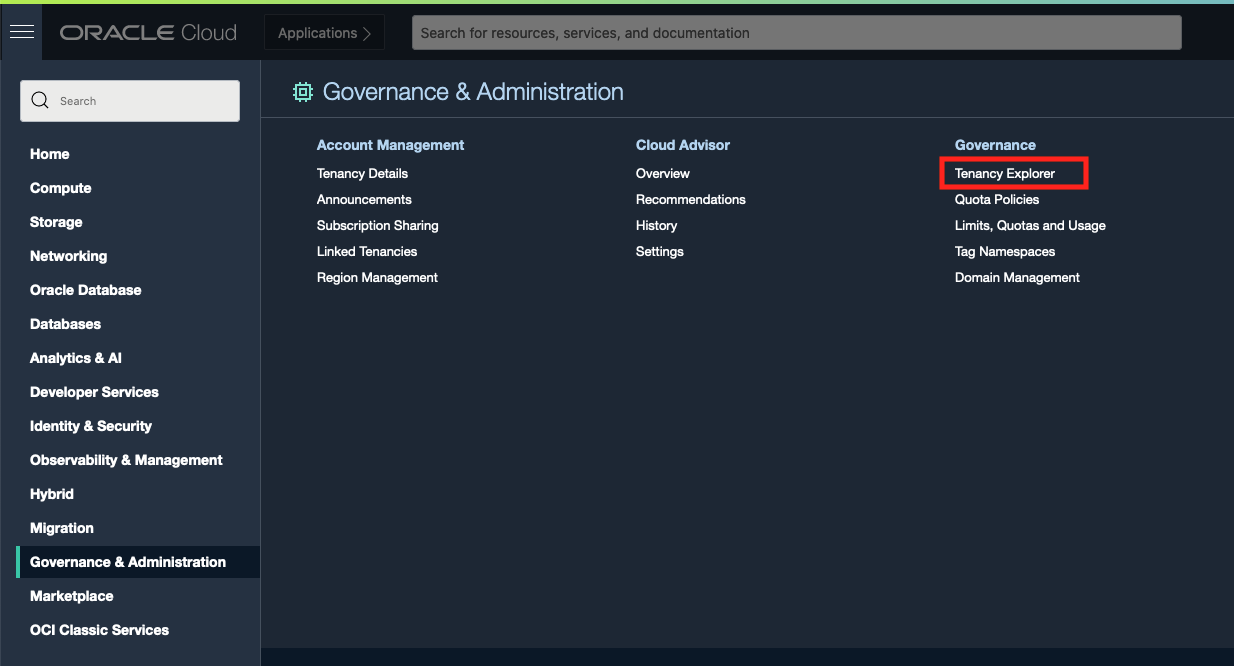 ORACLE Cloud
Applications
Search for resources, services, and documentation
Search
Home
Compute
Storage
Networking
Oracle Database
Databases
Analytics & AI
Developer Services
Identity & Security
Observability & Management
Hybrid
Migration
Governance & Administration
Marketplace
OCI Classic Services
Governance & Administration
Account Management
Tenancy Details
Announcements
Subscription Sharing
Linked Tenancies
Region Management
Cloud Advisor
Overview
Recommendations
History
Settings
Governance
Tenancy Explorer
Quota Policies
Limits, Quotas and Usage
Tag Namespaces
Domain Management